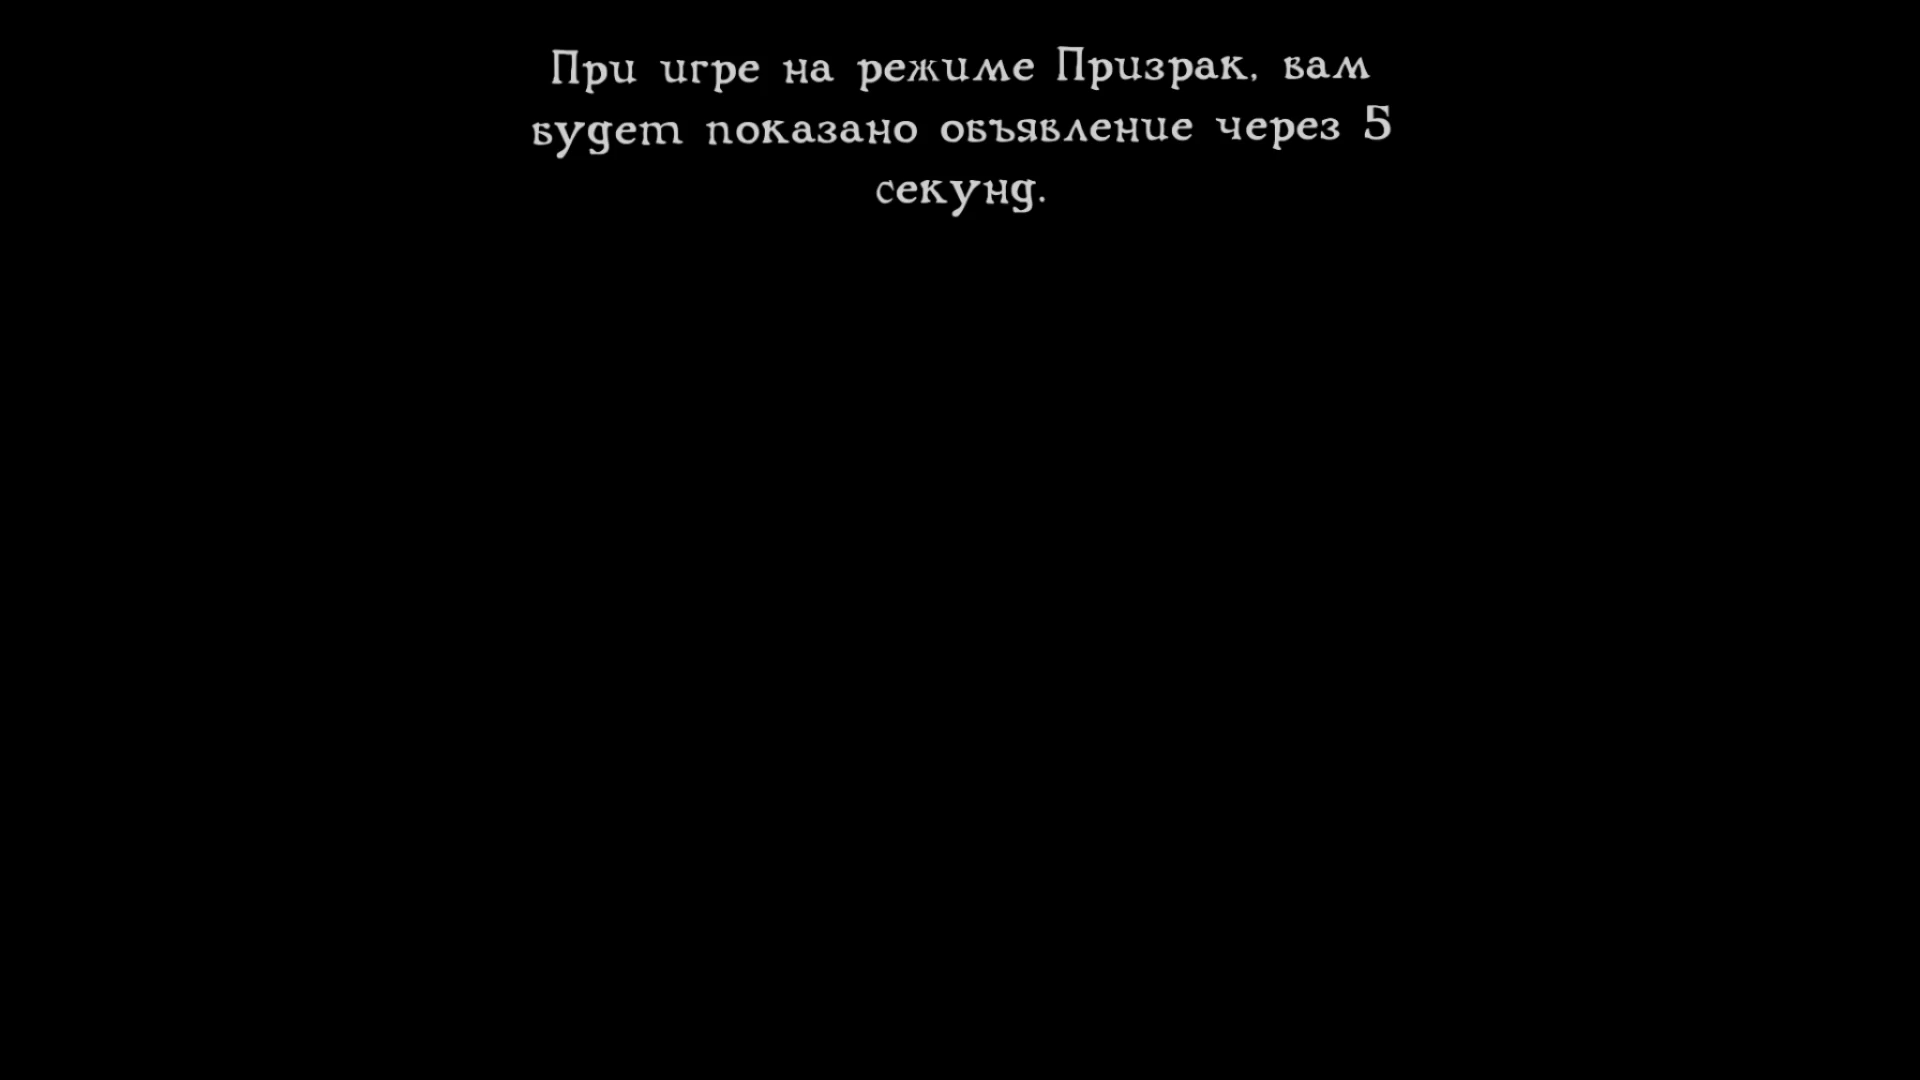 При игре на режиме Призрак, вам
будет показано объявление через 5
секунд.